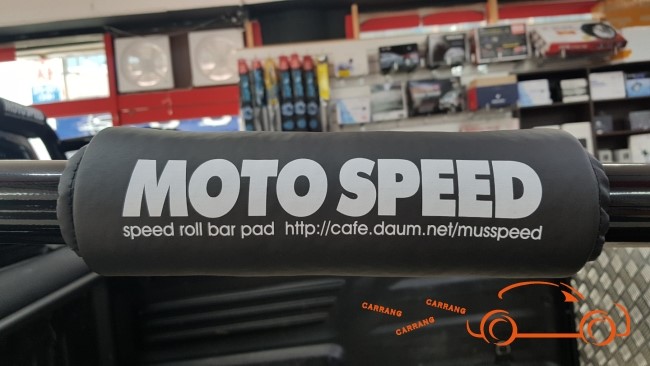 MOTO SPEED
speed roll bar pad http://cafe.daum.net/musspeed
CARRANG
CARRANG
CARRANG